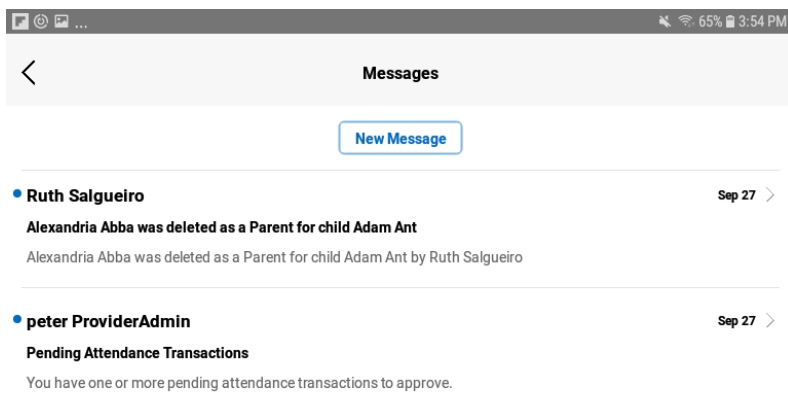 ... 65% 3:54 PM
Messages
New Message
Ruth Salgueiro Sep 27
Alexandria Abba was deleted as a Parent for child Adam Ant
Alexandria Abba was deleted as a Parent for child Adam Ant by Ruth Salgueiro
peter ProviderAdmin Sep 27
Pending Attendance Transactions
You have one or more pending attendance transactions to approve.